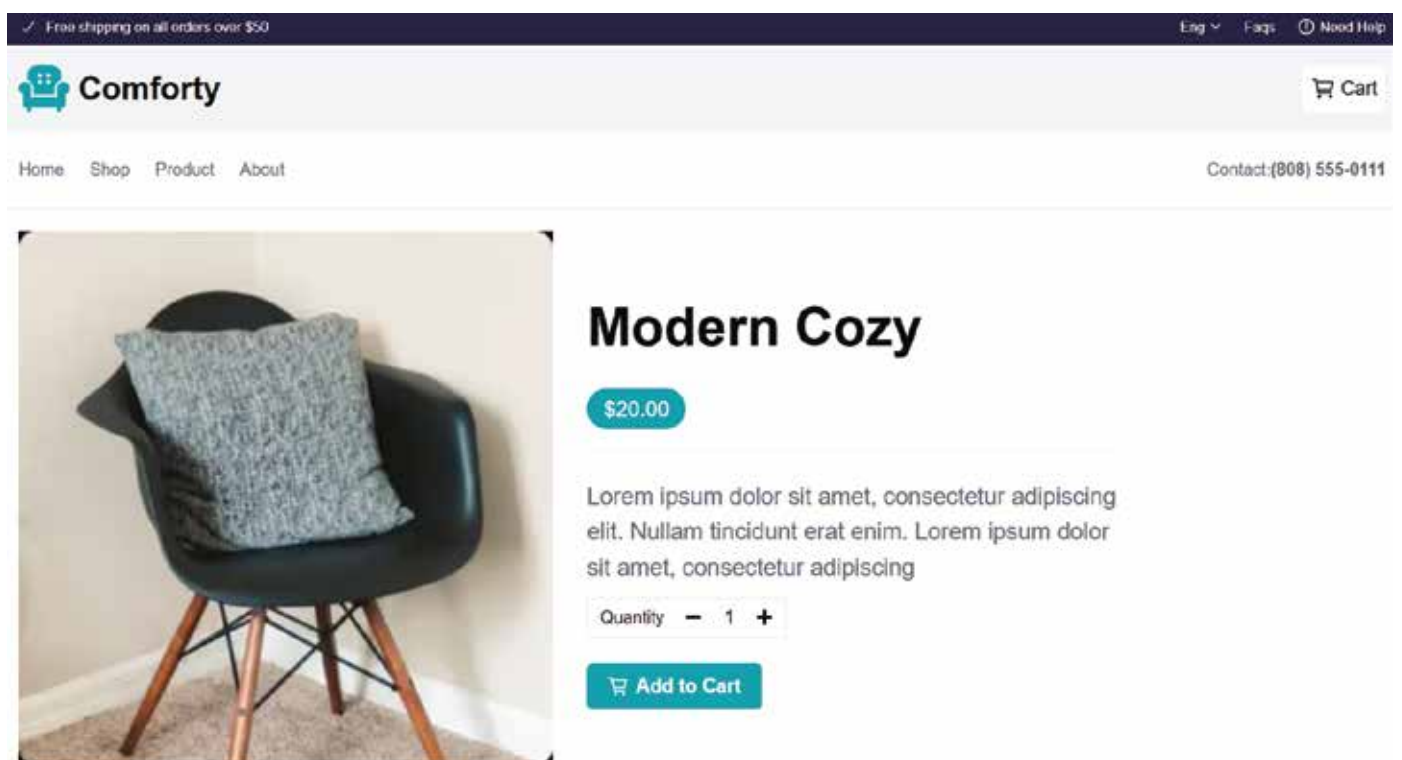 Free shipping on all orders over $50
Eng Faqs Need Help
Comforty
Cart
Home Shop Product About
Contact:(808) 555-0111
Modern Cozy
$20.00
Lorem ipsum dolor sit amet, consectetur adipiscing
elit. Nullam tincidunt erat enim. Lorem ipsum dolor
sit amet, consectetur adipiscing
Quantity − 1 +
Add to Cart